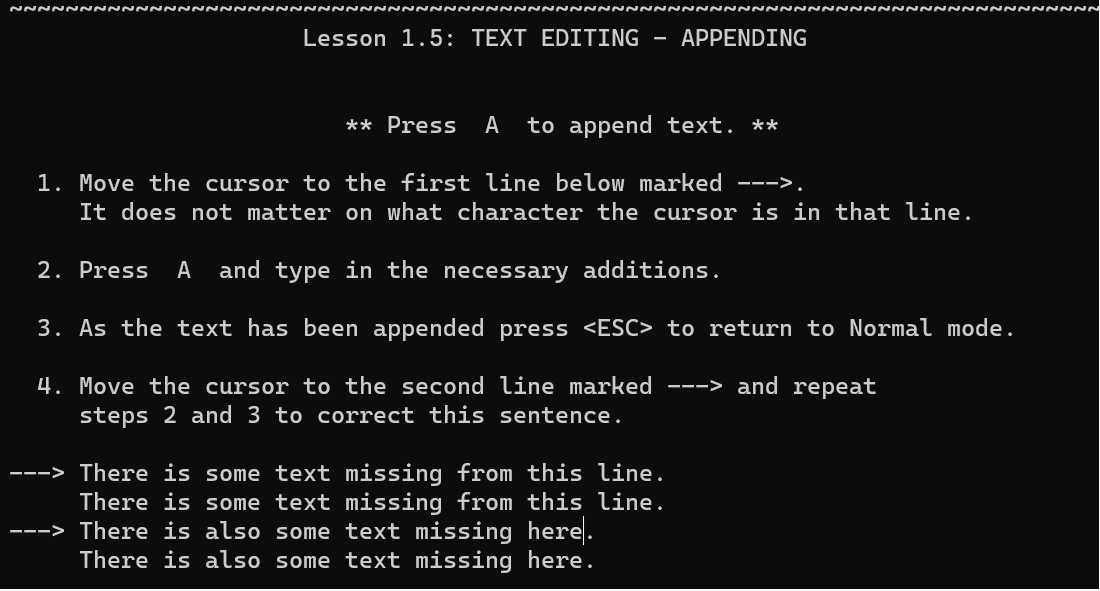 ~~~~~~~~~~~~~~~~~~~~~~~~~~~~~~~~~~~~~~~~~~~~~~~~~~~~~~~~~~~~~~~~~~~~~~~~~~~~~~
Lesson 1.5: TEXT EDITING - APPENDING
** Press  A  to append text. **
1. Move the cursor to the first line below marked --->.
It does not matter on what character the cursor is in that line.
2. Press  A  and type in the necessary additions.
3. As the text has been appended press <ESC> to return to Normal mode.
4. Move the cursor to the second line marked ---> and repeat
steps 2 and 3 to correct this sentence.
---> There is some text missing from this line.
There is some text missing from this line.
---> There is also some text missing here.
There is also some text missing here.